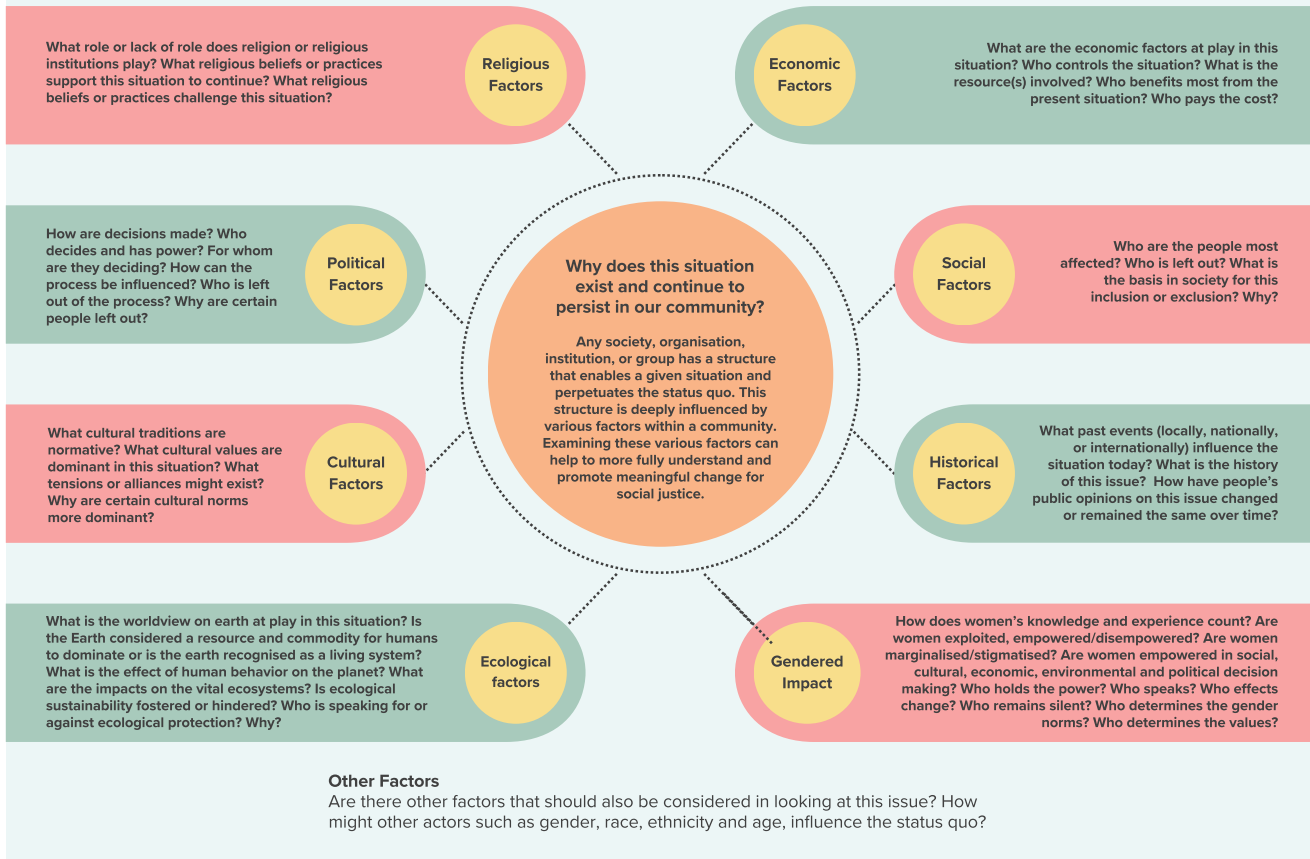 What role or lack of role does religion or religious
institutions play? What religious beliefs or practices
support this situation to continue? What religious
beliefs or practices challenge this situation?
Religious
Factors
Economic
Factors
What are the economic factors at play in this
situation? Who controls the situation? What is the
resource(s) involved? Who benefits most from the
present situation? Who pays the cost?
How are decisions made? Who
decides and has power? For whom
are they deciding? How can the
process be influenced? Who is left
out of the process? Why are certain
people left out?
Political
Factors
Why does this situation
exist and continue to
persist in our community?
Any society, organisation,
institution, or group has a structure
that enables a given situation and
perpetuates the status quo. This
structure is deeply influenced by
various factors within a community.
Examining these various factors can
help to more fully understand and
promote meaningful change for
social justice.
Social
Factors
Who are the people most
affected? Who is left out? What is
the basis in society for this
inclusion or exclusion? Why?
What cultural traditions are
normative? What cultural values are
dominant in this situation? What
tensions or alliances might exist?
Why are certain cultural norms
more dominant?
Cultural
Factors
Historical
Factors
What past events (locally, nationally,
or internationally) influence the
situation today? What is the history
of this issue? How have people's
public opinions on this issue changed
or remained the same over time?
What is the worldview on earth at play in this situation? Is
the Earth considered a resource and commodity for humans
to dominate or is the earth recognised as a living system?
What is the effect of human behavior on the planet? What
are the impacts on the vital ecosystems? Is ecological
sustainability fostered or hindered? Who is speaking for or
against ecological protection? Why?
Ecological
factors
Gendered
Impact
How does women's knowledge and experience count? Are
women exploited, empowered/disempowered? Are women
marginalised/stigmatised? Are women empowered in social,
cultural, economic, environmental and political decision
making? Who holds the power? Who speaks? Who effects
change? Who remains silent? Who determines the gender
norms? Who determines the values?
Other Factors
Are there other factors that should also be considered in looking at this issue? How
might other actors such as gender, race, ethnicity and age, influence the status quo?